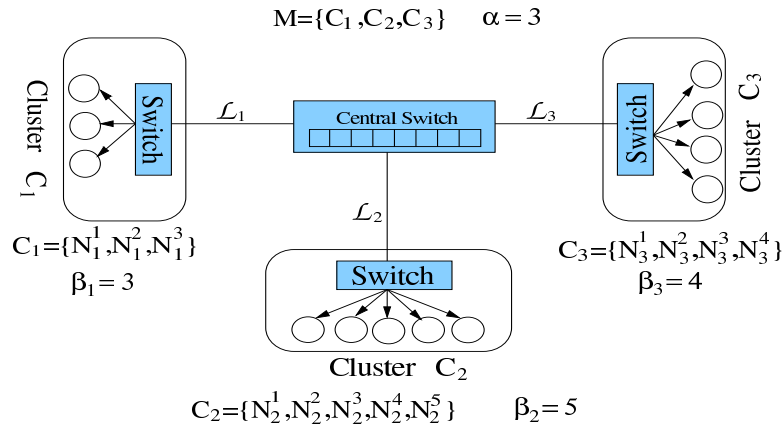 M={C₁,C₂,C₃} α=3
Cluster C₁
Switch
ℒ₁
Central Switch
ℒ₃
Switch
Cluster C₃
ℒ₂
C₁={N₁¹,N₁²,N₁³}
β₁=3
C₃={N₃¹,N₃²,N₃³,N₃⁴}
β₃=4
Switch
Cluster C₂
C₂={N₂¹,N₂²,N₂³,N₂⁴,N₂⁵} β₂=5